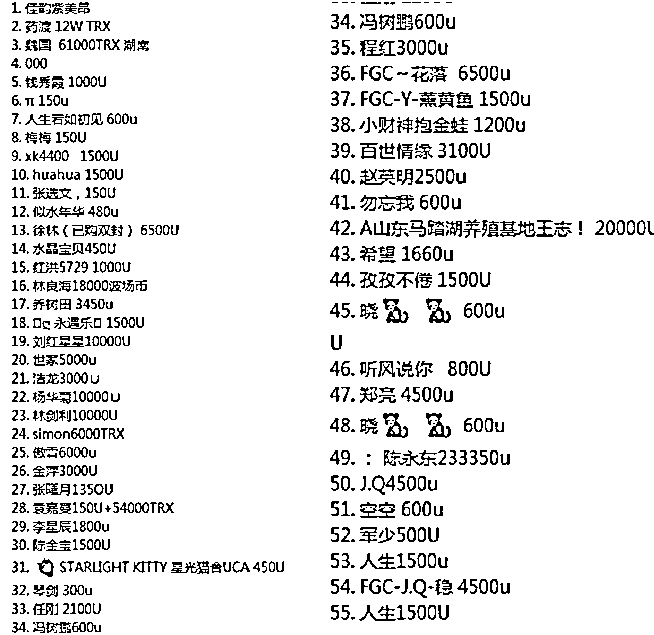 1. 佳韵紫美昂
2. 药渡 12W TRX
3. 魏国 61000TRX 湖南
4. 000
5. 钱秀霞 1000U
6. π 150u
7. 人生若如初见 600u
8. 梅梅 150U
9. xk4400 1500U
10. huahua 1500U
11. 张选文，150U
12. 似水年华 480u
13. 徐林（已购双封） 6500U
14. 水晶宝贝450U
15. 红洪5729 1000U
16. 林良海18000波场币
17. 乔树田 3450u
18. 永遇乐 1500U
19. 刘红星星10000U
20. 世家5000u
21. 洁龙3000U
22. 杨华菊10000U
23. 林剑利10000U
24. simon6000TRX
25. 傲雪6000u
26. 金萍3000U
27. 张瑾月1350U
28. 袁嘉曼150U+54000TRX
29. 李星辰1800u
30. 陈金宝1500U
31. STARLIGHT KITTY 星光猫舍UCA 450U
32. 琴剑 300u
33. 任刚 2100U
34. 冯树鹏600u
34. 冯树鹏600u
35. 程红3000u
36. FGC～花落 6500u
37. FGC-Y-薰黄鱼 1500u
38. 小财神抱金蛙 1200u
39. 百世情缘 3100U
40. 赵英明2500u
41. 勿忘我 600u
42. A山东马踏湖养殖基地王志！ 20000U
43. 希望 1660u
44. 孜孜不倦 1500U
45. 晓 600u
U
46. 听风说你 800U
47. 郑亮 4500u
48. 晓 600u
49. ：陈永东233350u
50. J.Q4500u
51. 空空 600u
52. 军少500U
53. 人生1500u
54. FGC-J.Q-稳 4500u
55. 人生1500U